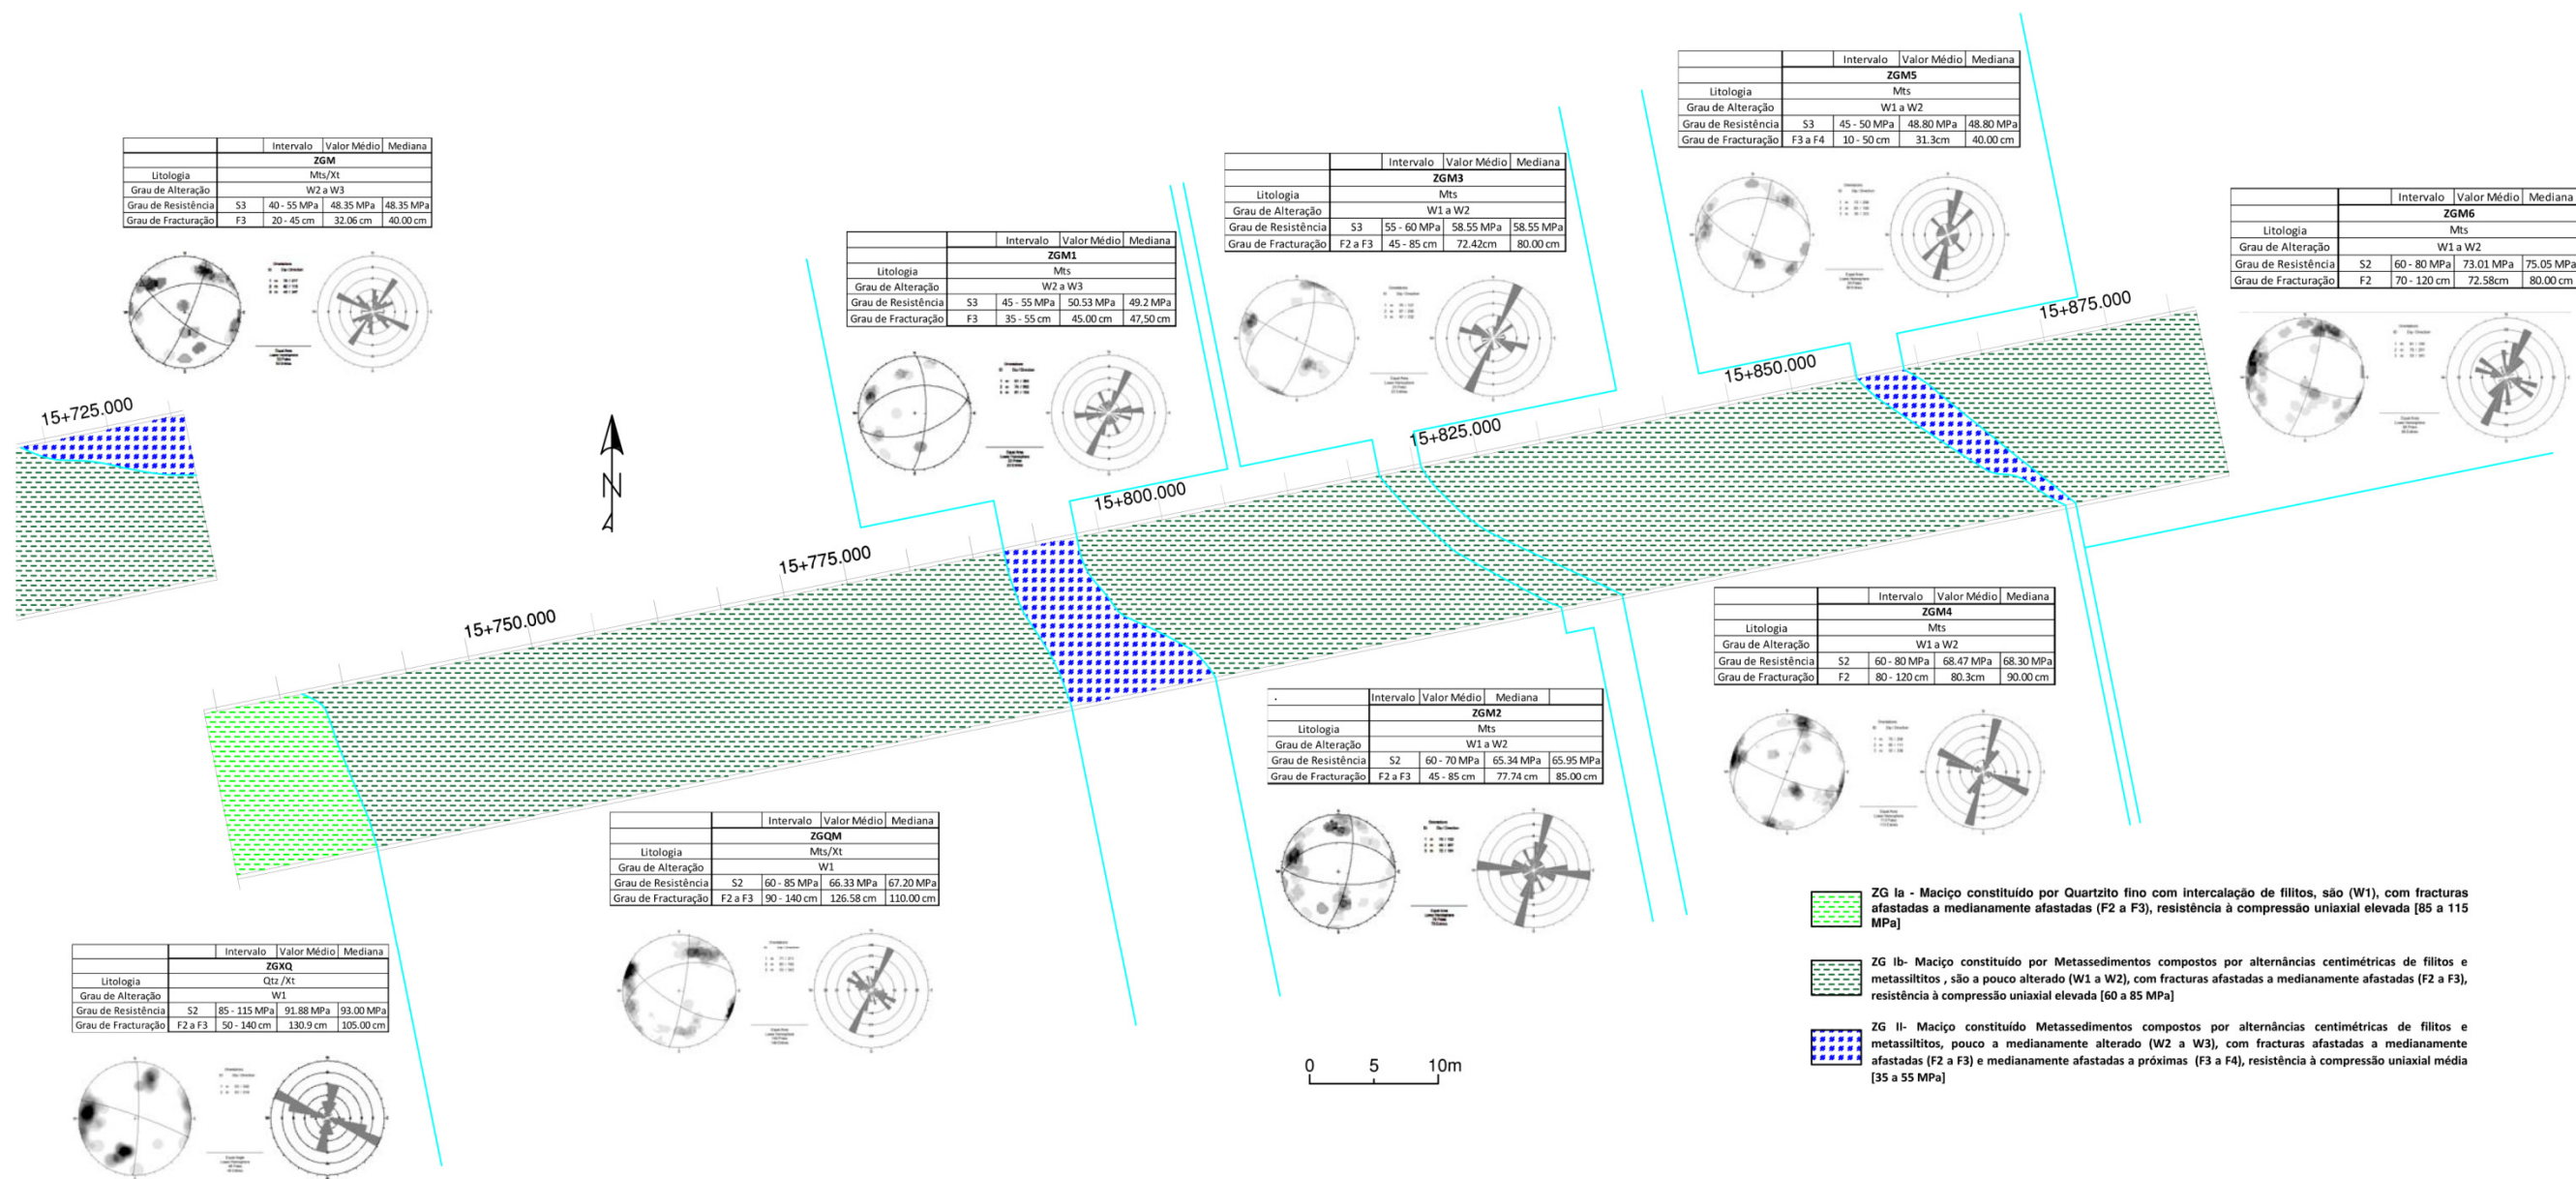 Intervalo Valor Médio Mediana
ZGM
Litologia Mts/Xt
Grau de Alteração W2 a W3
Grau de Resistência S3 40 - 55 MPa 48.35 MPa 48.35 MPa
Grau de Fracturação F3 20 - 45 cm 32.06 cm 40.00 cm
Intervalo Valor Médio Mediana
ZGM1
Litologia Mts
Grau de Alteração W2 a W3
Grau de Resistência S3 45 - 55 MPa 50.53 MPa 49.2 MPa
Grau de Fracturação F3 35 - 55 cm 45.00 cm 47,50 cm
Intervalo Valor Médio Mediana
ZGM3
Litologia Mts
Grau de Alteração W1 a W2
Grau de Resistência S3 55 - 60 MPa 58.55 MPa 58.55 MPa
Grau de Fracturação F2 a F3 45 - 85 cm 72.42cm 80.00 cm
Intervalo Valor Médio Mediana
ZGM5
Litologia Mts
Grau de Alteração W1 a W2
Grau de Resistência S3 45 - 50 MPa 48.80 MPa 48.80 MPa
Grau de Fracturação F3 a F4 10 - 50 cm 31.3cm 40.00 cm
Intervalo Valor Médio Mediana
ZGM6
Litologia Mts
Grau de Alteração W1 a W2
Grau de Resistência S2 60 - 80 MPa 73.01 MPa 75.05 MPa
Grau de Fracturação F2 70 - 120 cm 72.58cm 80.00 cm
15+725.000
N
15+750.000
15+775.000
15+800.000
15+825.000
15+850.000
15+875.000
Intervalo Valor Médio Mediana
ZGXQ
Litologia Qtz /Xt
Grau de Alteração W1
Grau de Resistência S2 85 - 115 MPa 91.88 MPa 93.00 MPa
Grau de Fracturação F2 a F3 50 - 140 cm 130.9 cm 105.00 cm
Intervalo Valor Médio Mediana
ZGQM
Litologia Mts/Xt
Grau de Alteração W1
Grau de Resistência S2 60 - 85 MPa 66.33 MPa 67.20 MPa
Grau de Fracturação F2 a F3 90 - 140 cm 126.58 cm 110.00 cm
. Intervalo Valor Médio Mediana
ZGM2
Litologia Mts
Grau de Alteração W1 a W2
Grau de Resistência S2 60 - 70 MPa 65.34 MPa 65.95 MPa
Grau de Fracturação F2 a F3 45 - 85 cm 77.74 cm 85.00 cm
Intervalo Valor Médio Mediana
ZGM4
Litologia Mts
Grau de Alteração W1 a W2
Grau de Resistência S2 60 - 80 MPa 68.47 MPa 68.30 MPa
Grau de Fracturação F2 80 - 120 cm 80.3cm 90.00 cm
0 5 10m
ZG Ia - Maciço constituído por Quartzito fino com intercalação de filitos, são (W1), com fracturas
afastadas a medianamente afastadas (F2 a F3), resistência à compressão uniaxial elevada [85 a 115
MPa]
ZG Ib- Maciço constituído por Metassedimentos compostos por alternâncias centimétricas de filitos e
metassiltitos , são a pouco alterado (W1 a W2), com fracturas afastadas a medianamente afastadas (F2 a F3),
resistência à compressão uniaxial elevada [60 a 85 MPa]
ZG II- Maciço constituído Metassedimentos compostos por alternâncias centimétricas de filitos e
metassiltitos, pouco a medianamente alterado (W2 a W3), com fracturas afastadas a medianamente
afastadas (F2 a F3) e medianamente afastadas a próximas (F3 a F4), resistência à compressão uniaxial média
[35 a 55 MPa]